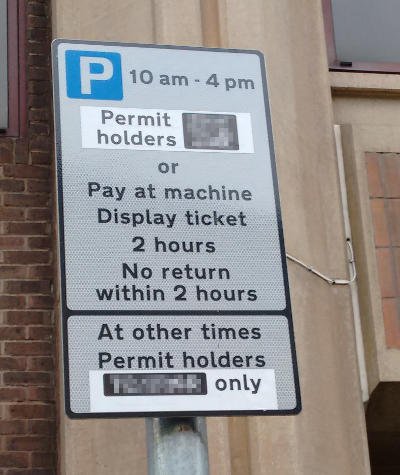 P 10 am - 4 pm
Permit
holders
or
Pay at machine
Display ticket
2 hours
No return
within 2 hours
At other times
Permit holders
only